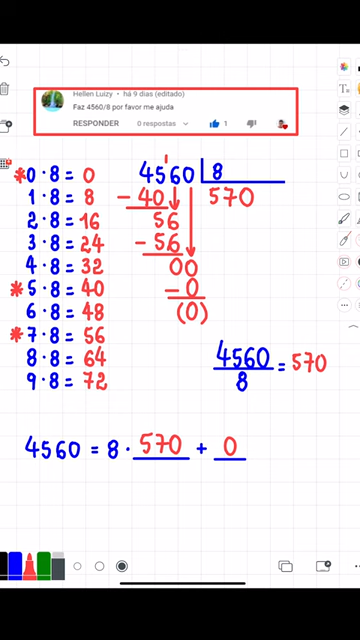 Hellen Luizy • há 9 dias (editado)
Faz 4560/8 por favor me ajuda
RESPONDER 0 respostas 1
* 0 · 8 = 0
1 · 8 = 8
2 · 8 = 16
3 · 8 = 24
4 · 8 = 32
* 5 · 8 = 40
6 · 8 = 48
* 7 · 8 = 56
8 · 8 = 64
9 · 8 = 72
4560 8
- 40 570
56
- 56
00
- 0
(0)
4560
8
= 570
4560 = 8 · 570 + 0